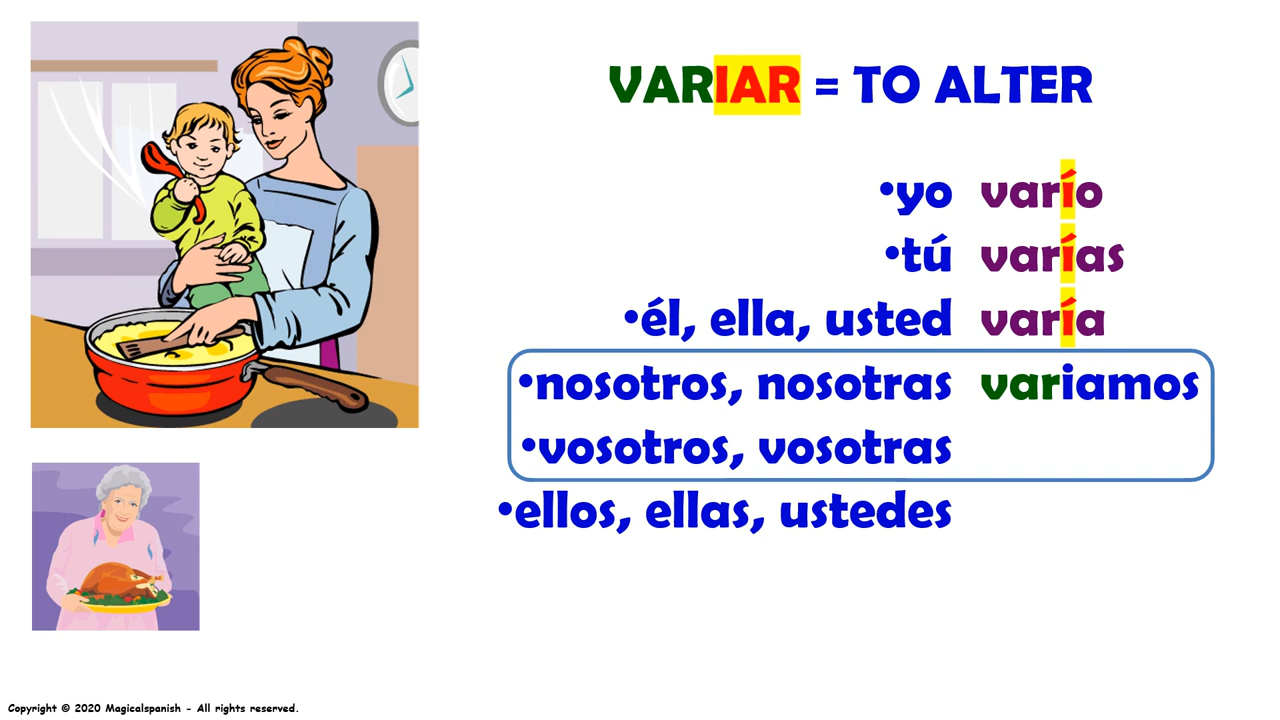 VARIAR = TO ALTER
•yo varío
•tú varías
•él, ella, usted varía
•nosotros, nosotras variamos
•vosotros, vosotras
•ellos, ellas, ustedes
Copyright © 2020 Magicalspanish - All rights reserved.